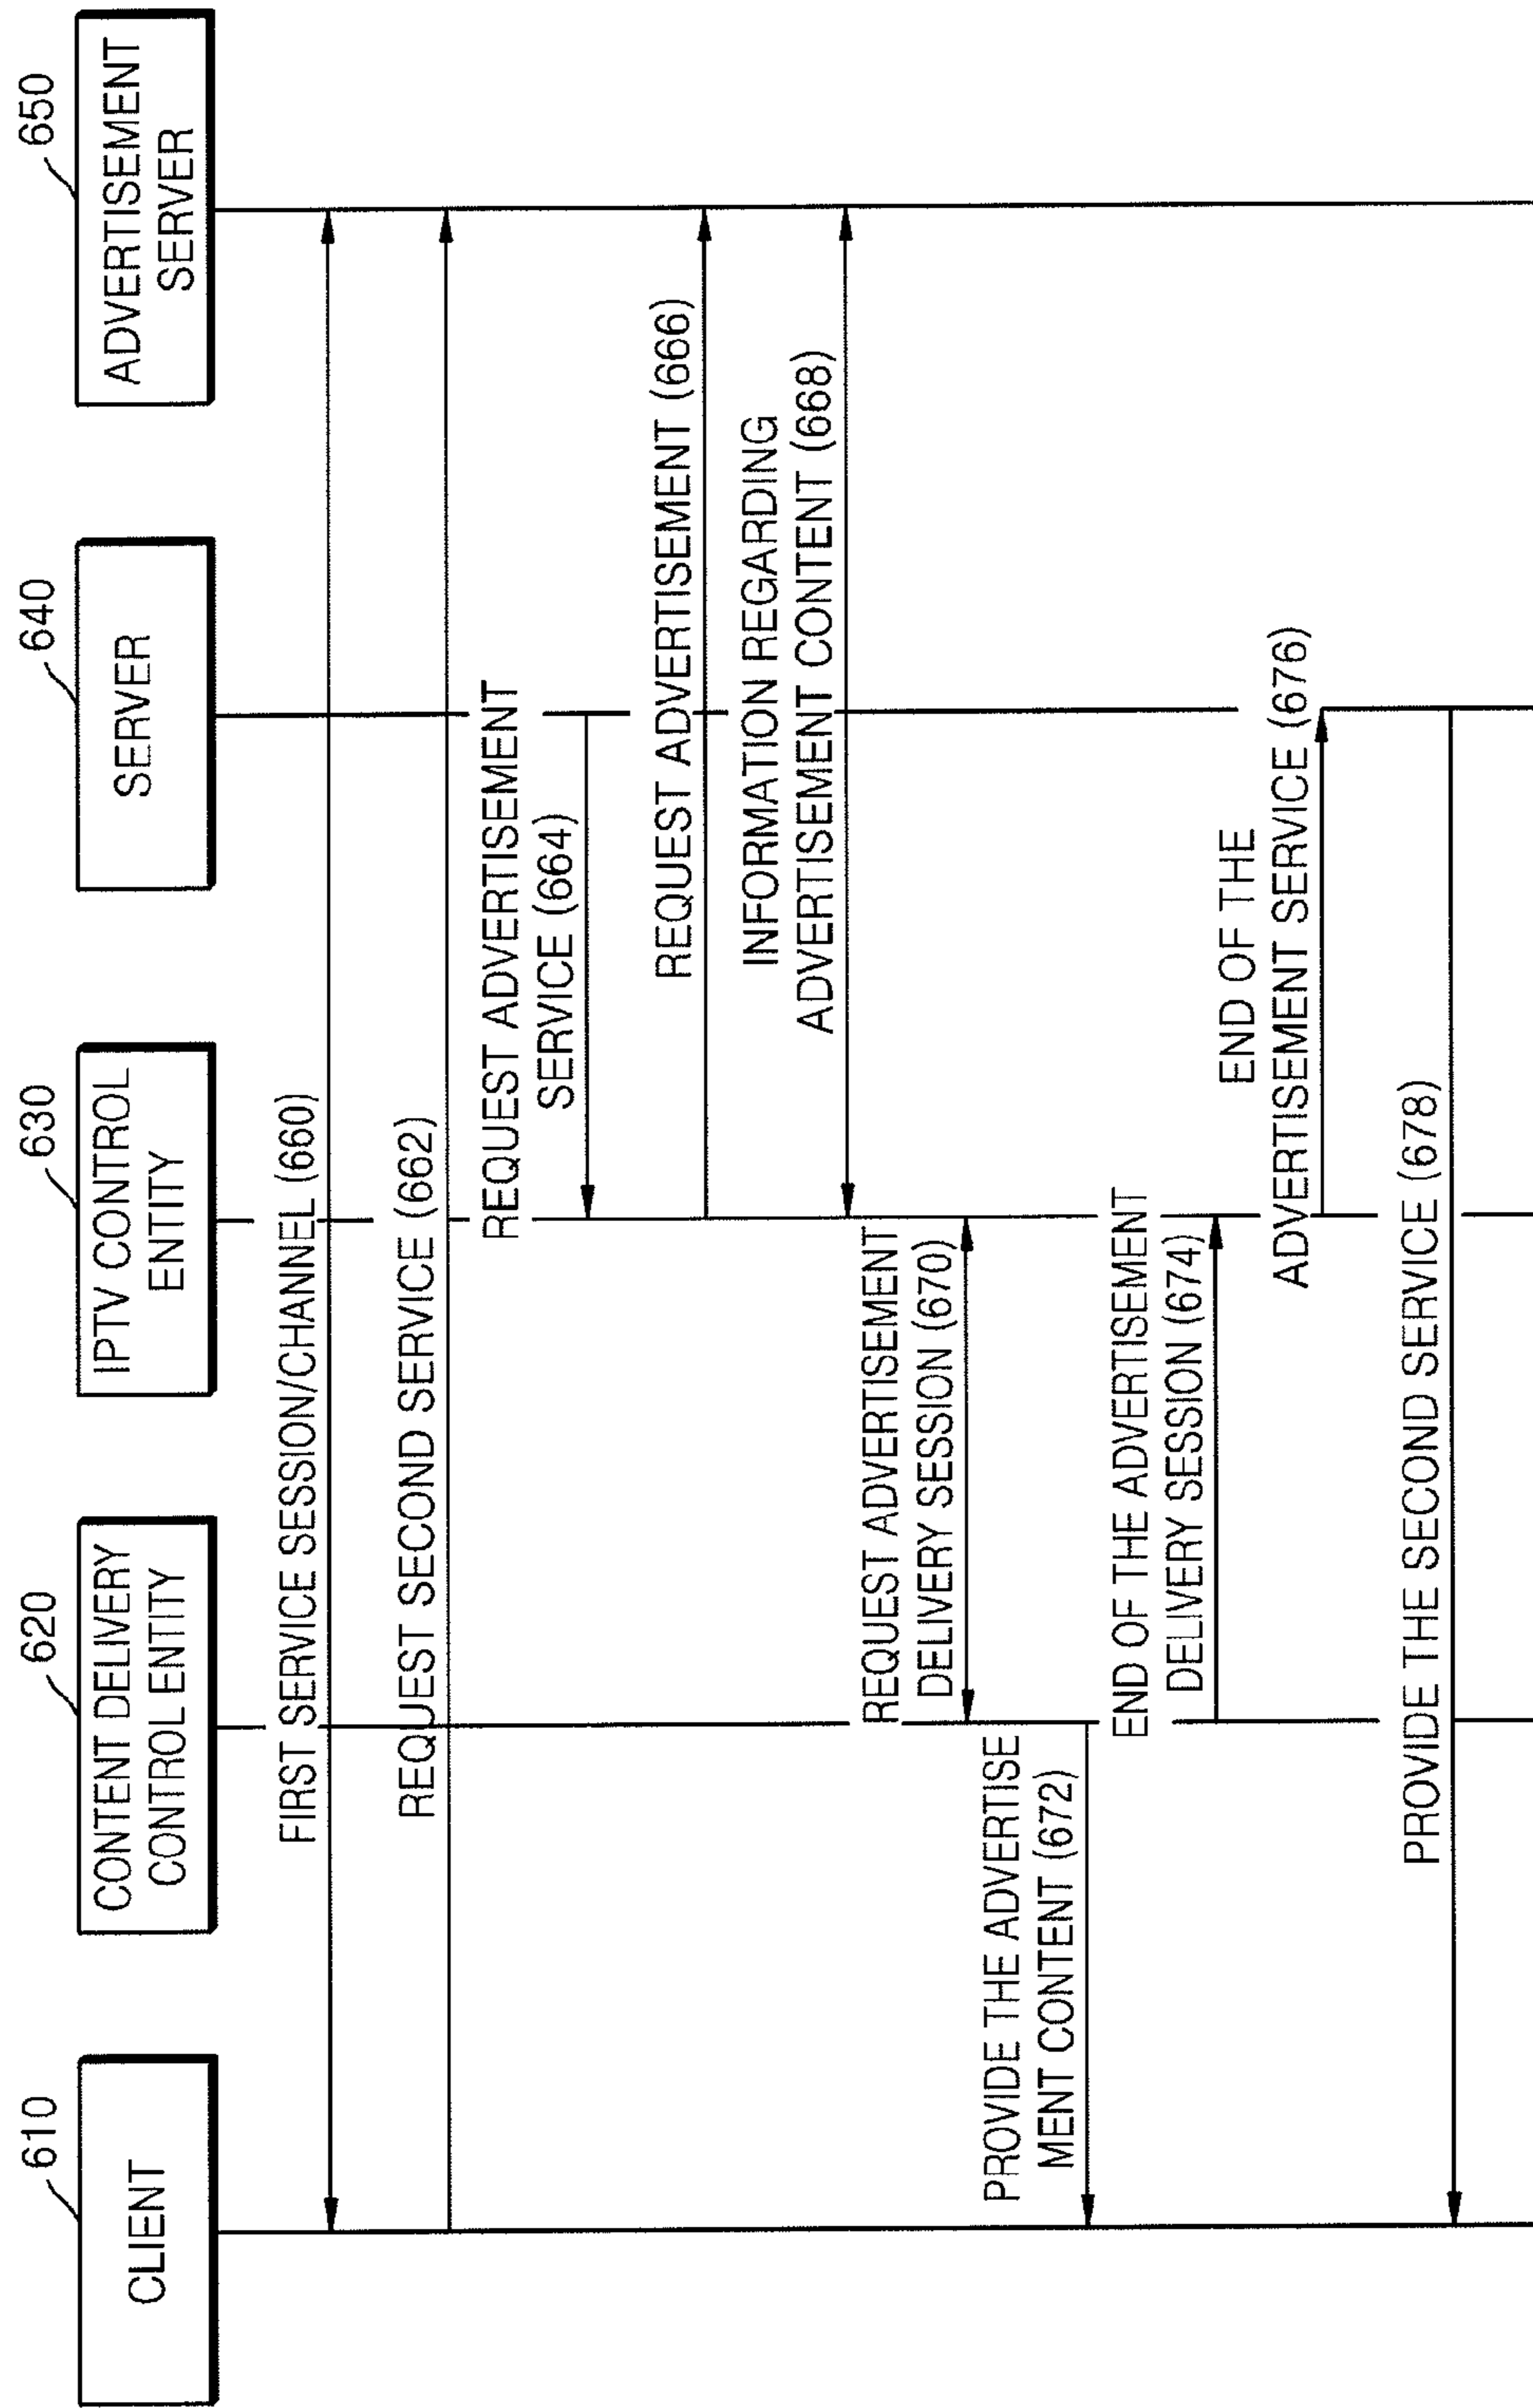 610
CLIENT
620
CONTENT DELIVERY
CONTROL ENTITY
630
IPTV CONTROL
ENTITY
640
SERVER
650
ADVERTISEMENT
SERVER
FIRST SERVICE SESSION/CHANNEL (660)
REQUEST SECOND SERVICE (662)
REQUEST ADVERTISEMENT
SERVICE (664)
REQUEST ADVERTISEMENT (666)
INFORMATION REGARDING
ADVERTISEMENT CONTENT (668)
REQUEST ADVERTISEMENT
DELIVERY SESSION (670)
PROVIDE THE ADVERTISE
MENT CONTENT (672)
END OF THE ADVERTISEMENT
DELIVERY SESSION (674)
END OF THE
ADVERTISEMENT SERVICE (676)
PROVIDE THE SECOND SERVICE (678)